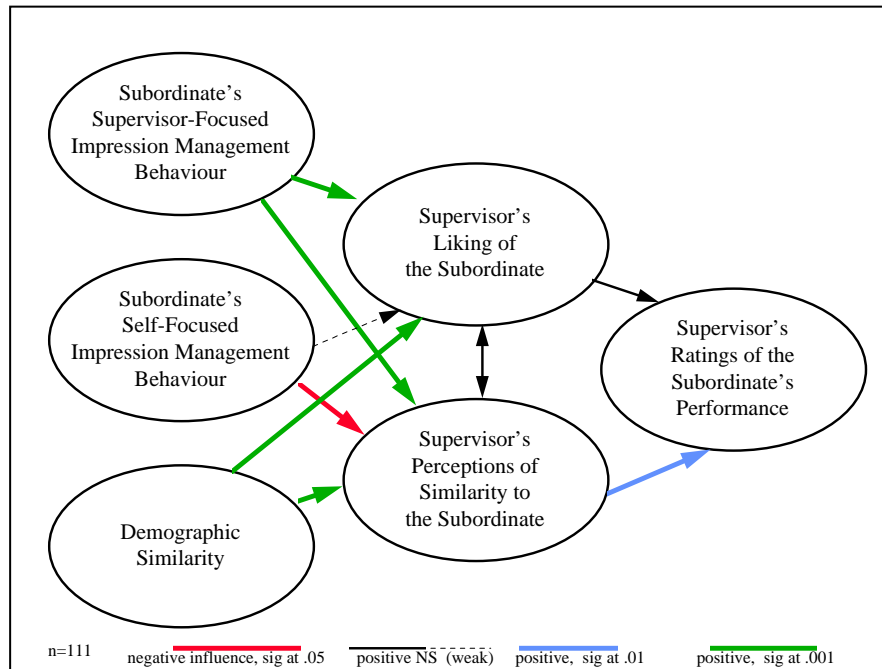 Subordinate's
Supervisor-Focused
Impression Management
Behaviour
Supervisor's
Liking of
the Subordinate
Subordinate's
Self-Focused
Impression Management
Behaviour
Supervisor's
Ratings of the
Subordinate's
Performance
Supervisor's
Perceptions of
Similarity to
the Subordinate
Demographic
Similarity
n=111
negative influence, sig at .05
positive NS (weak)
positive, sig at .01
positive, sig at .001